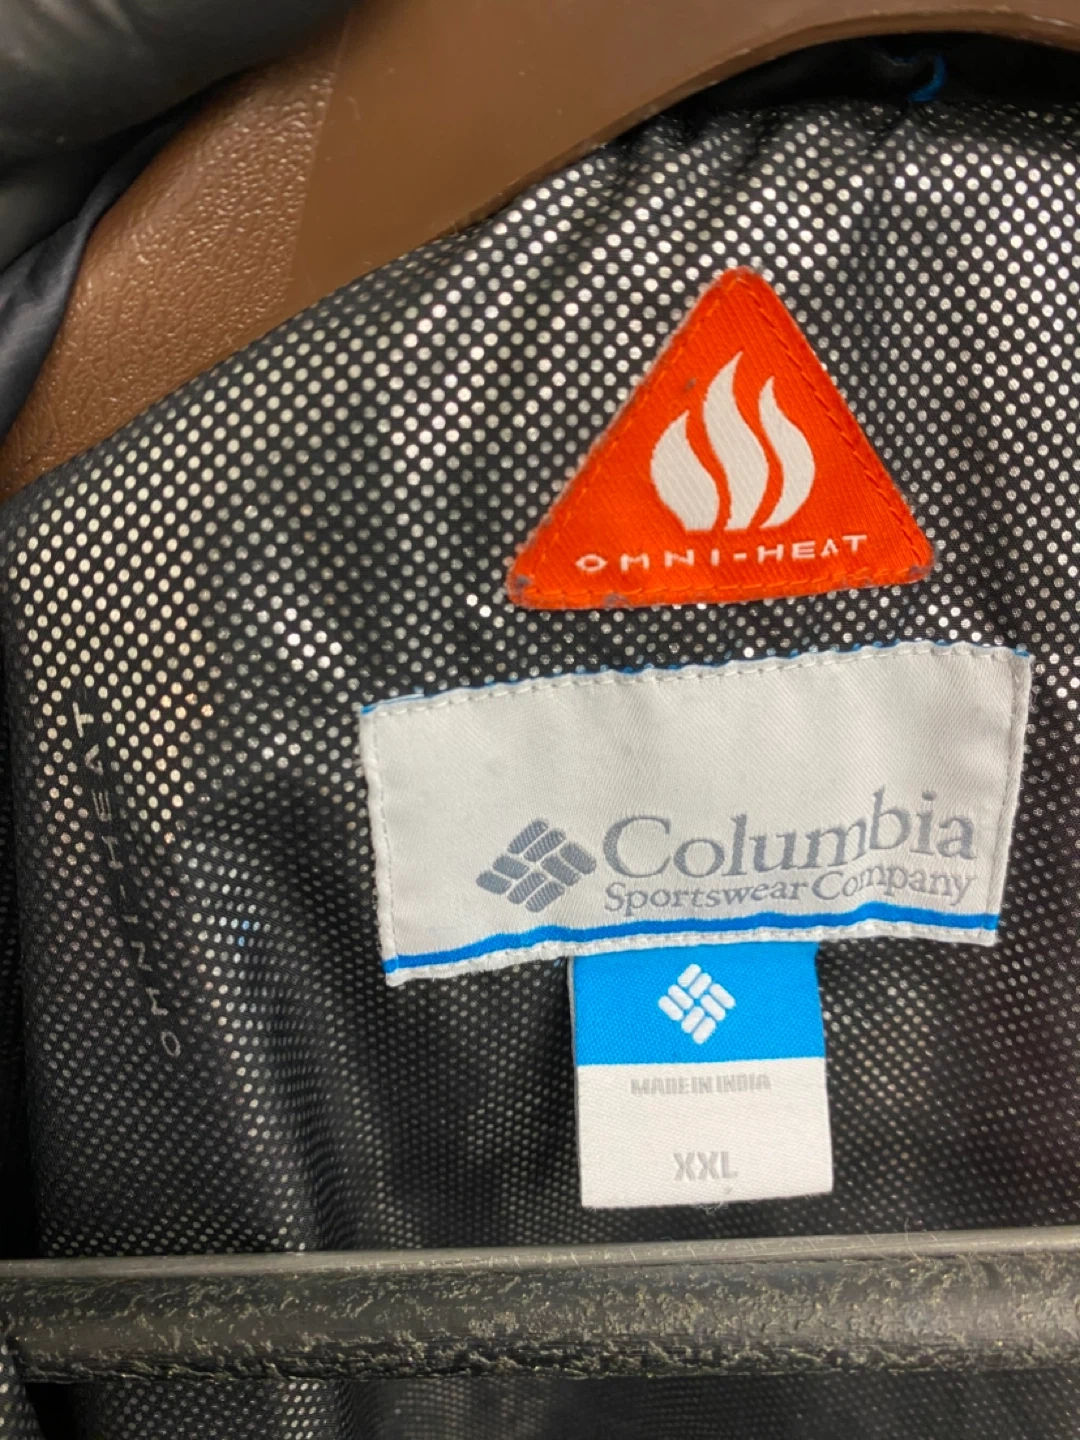 OMNI-HEAT
Columbia
Sportswear Company
MADE IN INDIA
XXL
OMNI-HEAT